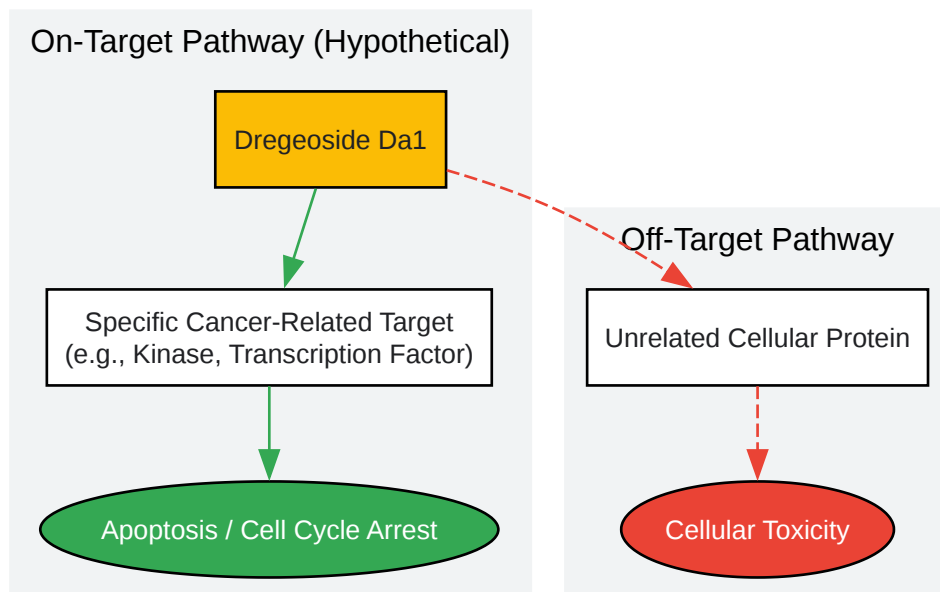 On-Target Pathway (Hypothetical)
Dregeoside Da1
Off-Target Pathway
Specific Cancer-Related Target
(e.g., Kinase, Transcription Factor)
Unrelated Cellular Protein
Apoptosis / Cell Cycle Arrest
Cellular Toxicity